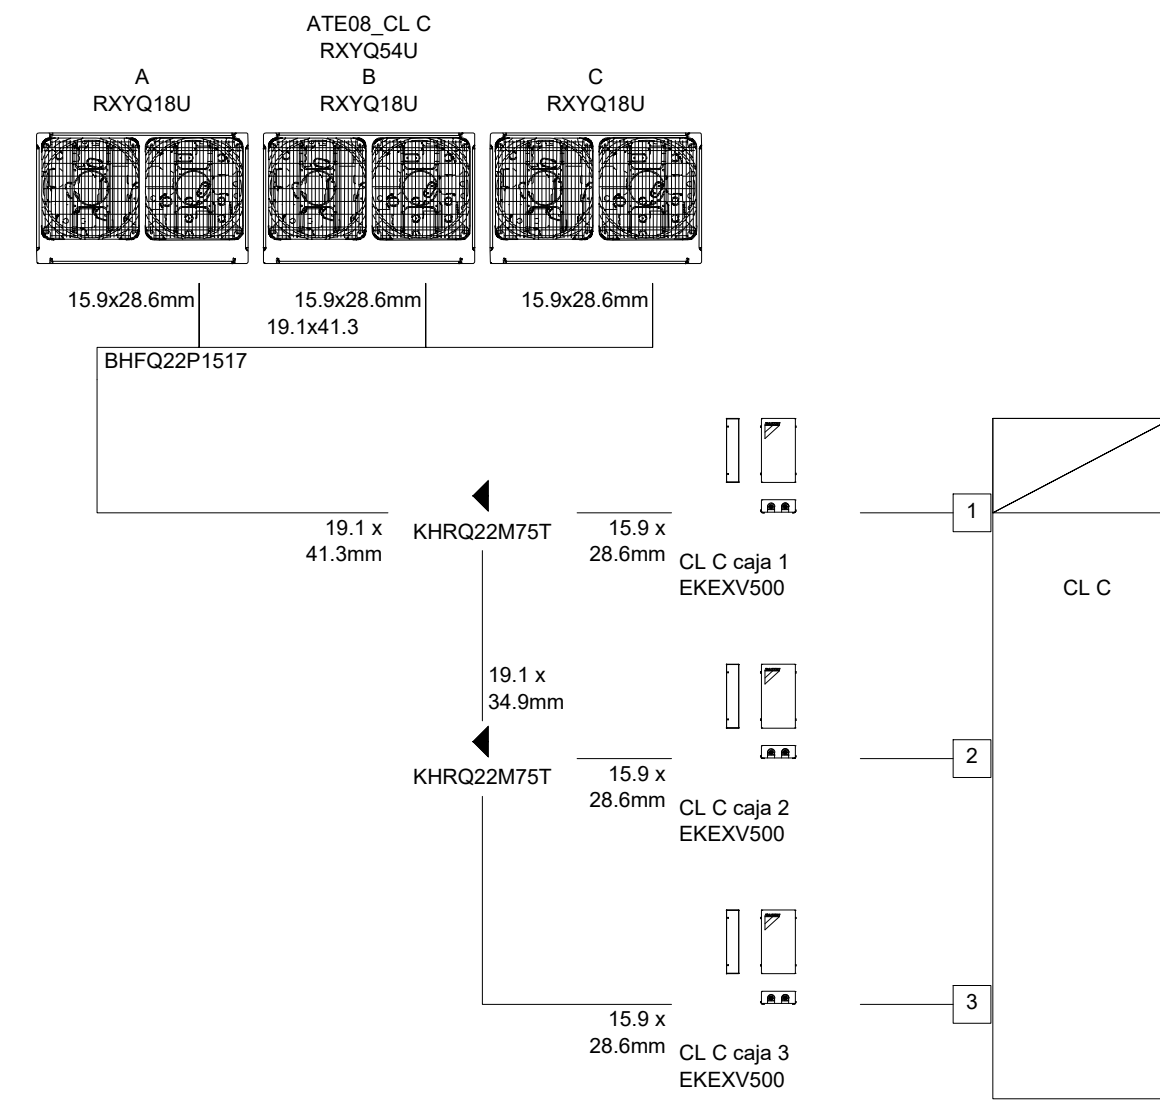 ATE08_CL C
RXYQ54U
A
B
C
RXYQ18U
RXYQ18U
RXYQ18U
15.9x28.6mm
15.9x28.6mm
15.9x28.6mm
19.1x41.3
BHFQ22P1517
19.1 x
41.3mm
KHRQ22M75T
15.9 x
28.6mm
CL C caja 1
EKEXV500
1
CL C
19.1 x
34.9mm
KHRQ22M75T
15.9 x
28.6mm
CL C caja 2
EKEXV500
2
15.9 x
28.6mm
CL C caja 3
EKEXV500
3